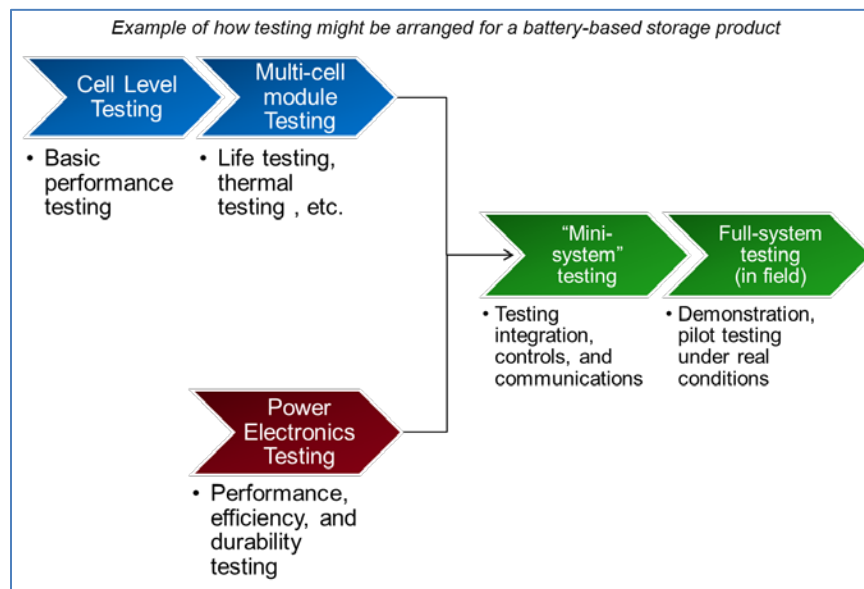 Example of how testing might be arranged for a battery-based storage product
Cell Level
Testing
Multi-cell
module
Testing
• Basic
performance
testing
• Life testing,
thermal
testing , etc.
“Mini-
system”
testing
Full-system
testing
(in field)
• Testing
integration,
controls, and
communications
• Demonstration,
pilot testing
under real
conditions
Power
Electronics
Testing
• Performance,
efficiency, and
durability
testing